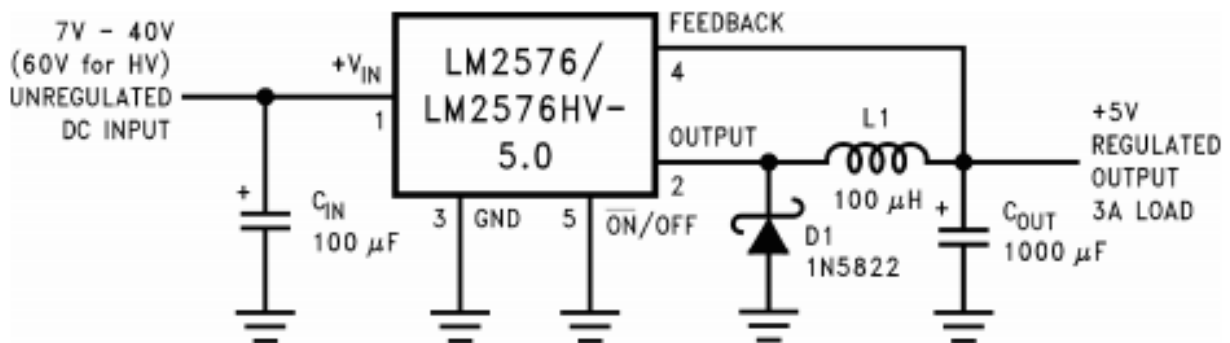 7V - 40V
(60V for HV)
UNREGULATED
DC INPUT
+V_IN
1
+
C_IN
100 μF
LM2576/
LM2576HV-
5.0
FEEDBACK
4
OUTPUT
2
3
GND
5
O̅N̅/OFF
L1
100 μH
D1
1N5822
+
C_OUT
1000 μF
+5V
REGULATED
OUTPUT
3A LOAD